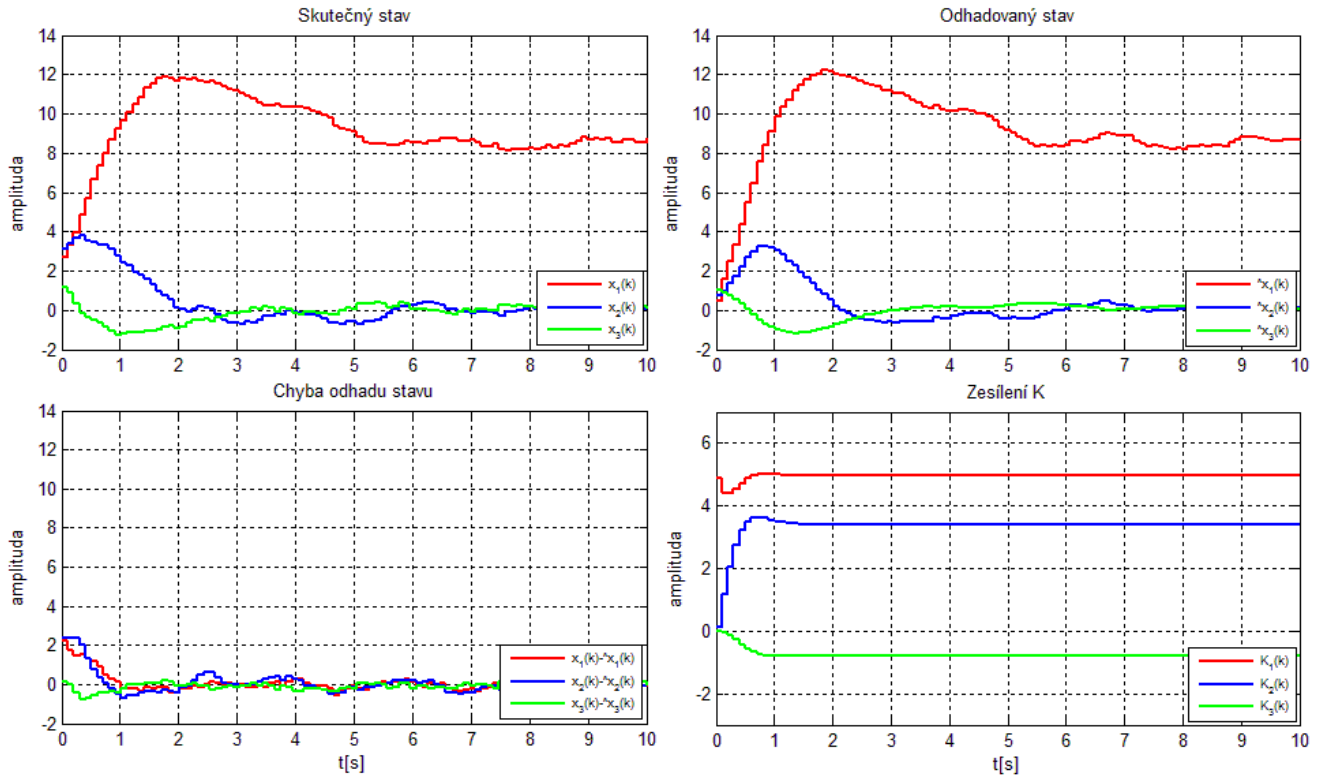 Skutečný stav
14
12
10
8
6
4
2
0
-2
amplituda
0 1 2 3 4 5 6 7 8 9 10
x1(k)
x2(k)
x3(k)
Odhadovaný stav
14
12
10
8
6
4
2
0
-2
amplituda
0 1 2 3 4 5 6 7 8 9 10
^x1(k)
^x2(k)
^x3(k)
Chyba odhadu stavu
14
12
10
8
6
4
2
0
-2
amplituda
0 1 2 3 4 5 6 7 8 9 10
t[s]
x1(k)-^x1(k)
x2(k)-^x2(k)
x3(k)-^x3(k)
Zesílení K
6
4
2
0
-2
amplituda
0 1 2 3 4 5 6 7 8 9 10
t[s]
K1(k)
K2(k)
K3(k)